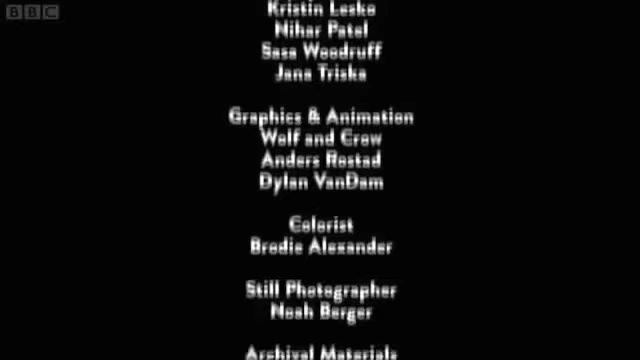 BBC
Kristin Lesko
Nihar Patel
Sasa Woodruff
Jana Triska
Graphics & Animation
Wolf and Crow
Anders Rostad
Dylan VanDam
Colorist
Brodie Alexander
Still Photographer
Noah Berger
Archival Materials